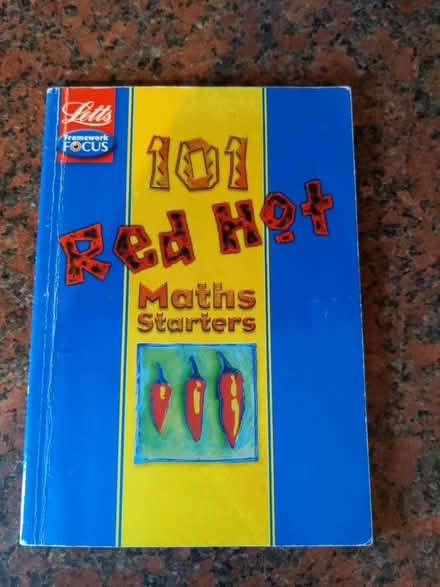 Letts
framework
FOCUS
101
Red Hot
Maths
Starters